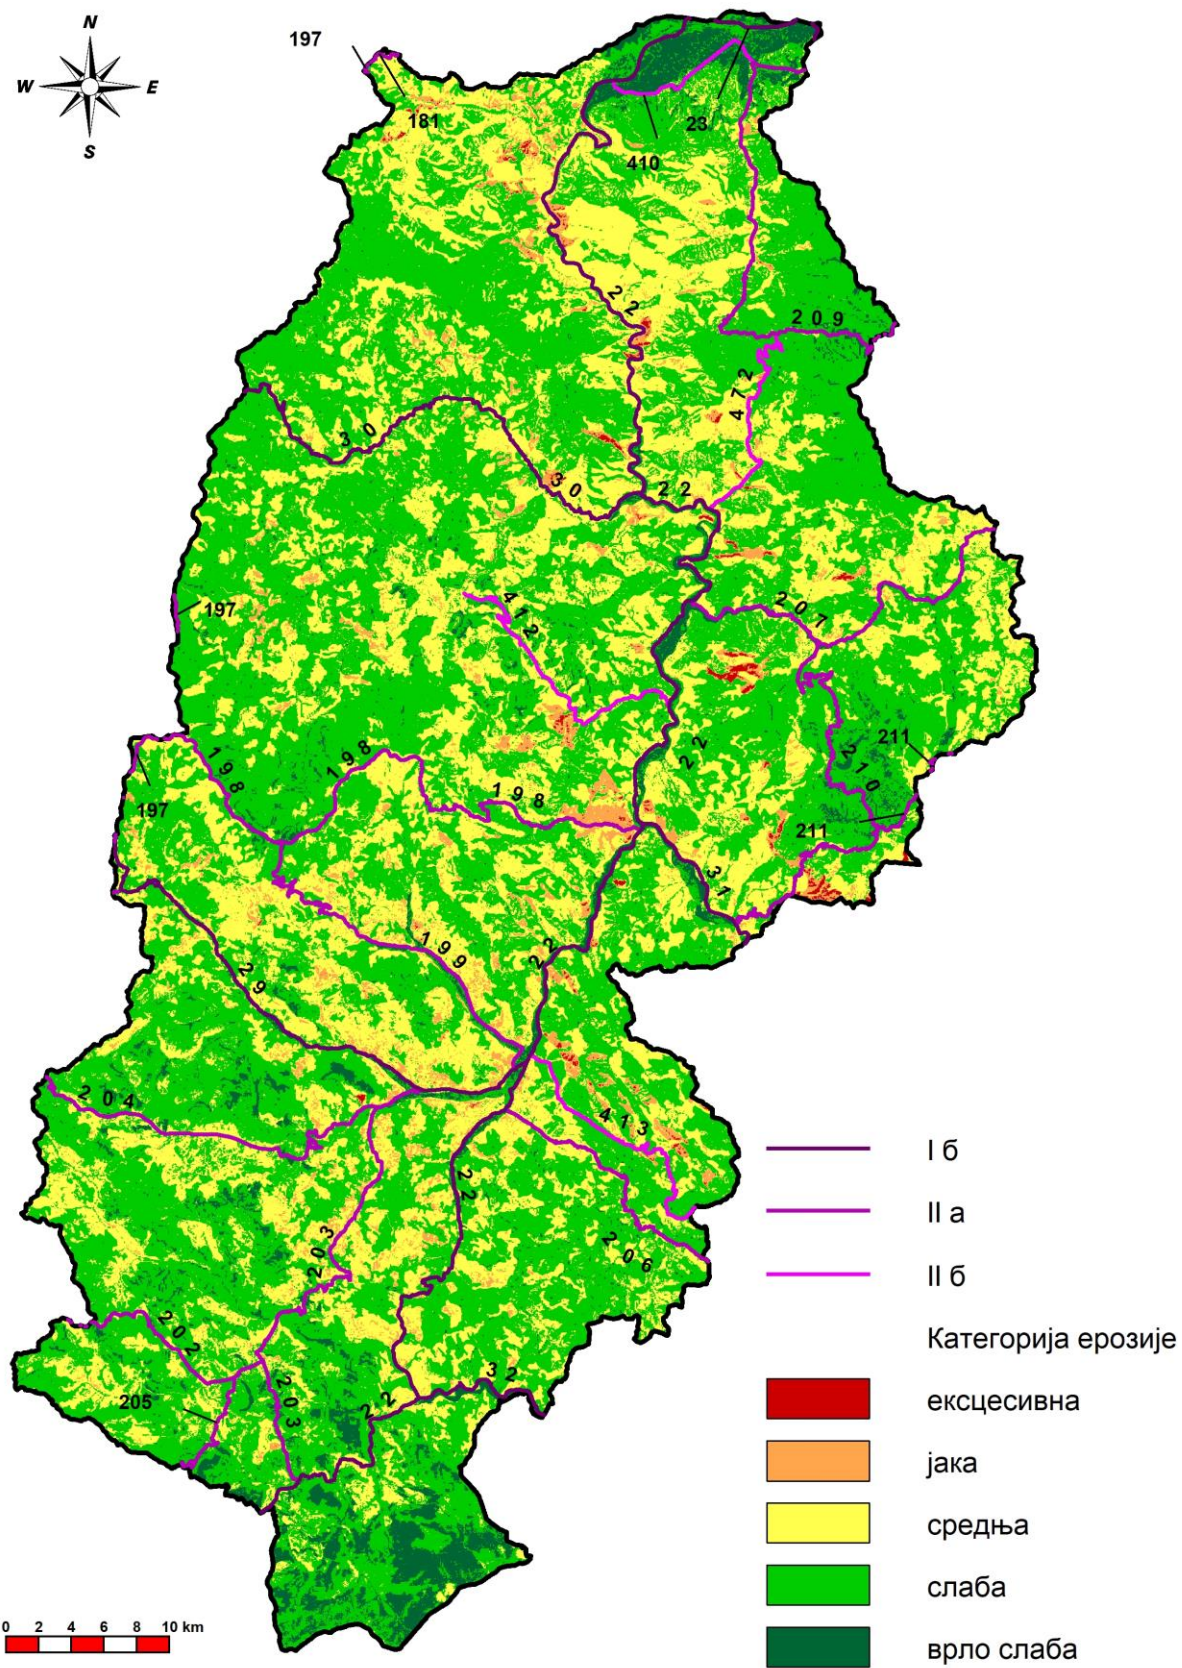 N
W E
S
197
181
23
410
22
209
472
30
30
22
412
197
207
22
211
210
211
198
198
198
197
31
199
22
29
204
413
22
203
206
202
32
22
203
205
I б
II а
II б
Категорија ерозије
ексцесивна
јака
средња
слаба
врло слаба
0 2 4 6 8 10 km